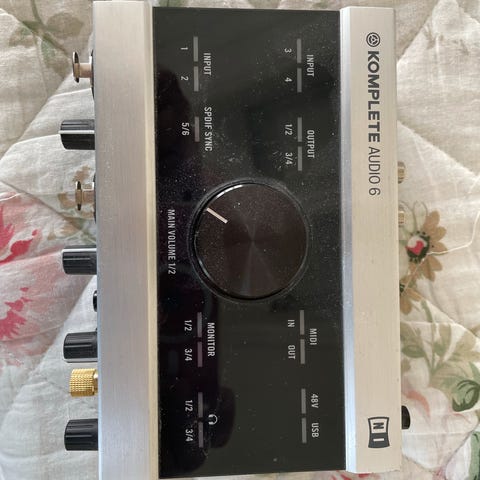 KOMPLETE AUDIO 6
NI
INPUT
3 4
OUTPUT
1/2 3/4
MIDI
IN OUT
48V USB
INPUT
1 2
SPDIF SYNC
5/6
MAIN VOLUME 1/2
MONITOR
1/2 3/4
1/2 3/4